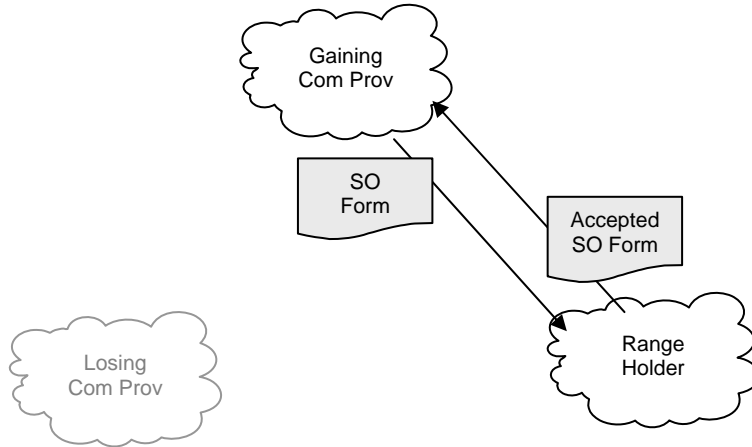 Gaining
Com Prov
SO
Form
Accepted
SO Form
Range
Holder
Losing
Com Prov